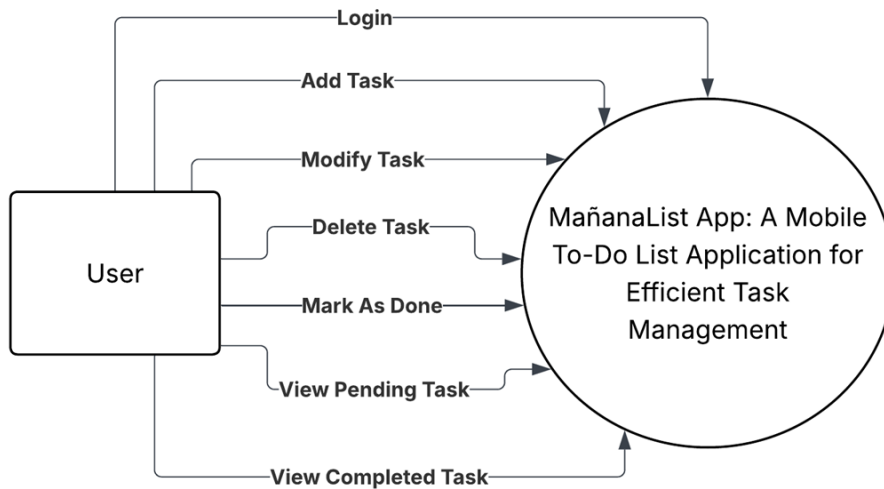 Login
Add Task
Modify Task
Delete Task
Mark As Done
View Pending Task
View Completed Task
User
MañanaList App: A Mobile
To-Do List Application for
Efficient Task
Management